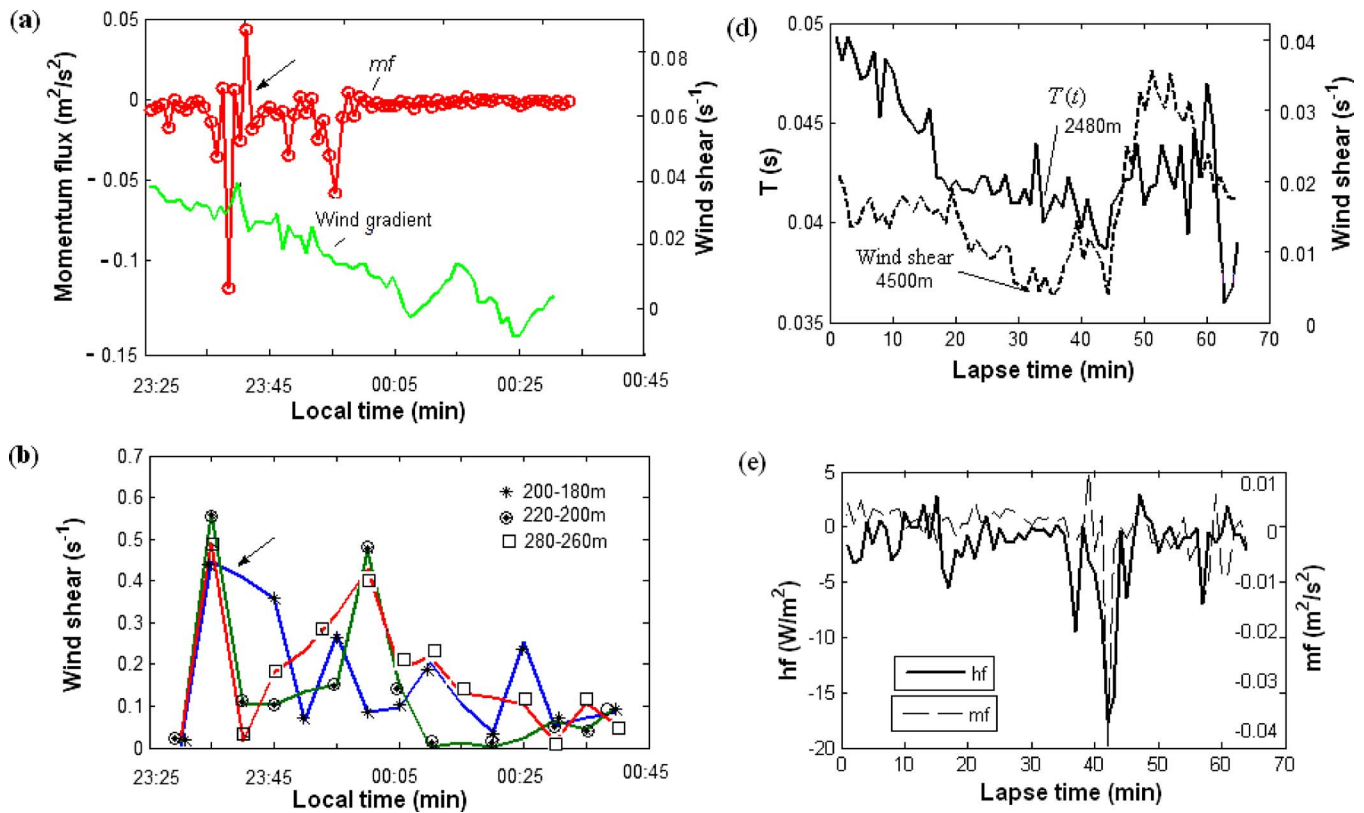 (a)
0.05
0
- 0.05
- 0.1
- 0.15
Momentum flux (m²/s²)
mf
Wind gradient
0.08
0.06
0.04
0.02
0
Wind shear (s⁻¹)
23:25
23:45
00:05
00:25
00:45
Local time (min)
(b)
0.7
0.6
0.5
0.4
0.3
0.2
0.1
0
Wind shear (s⁻¹)
200-180m
220-200m
280-260m
23:25
23:45
00:05
00:25
00:45
Local time (min)
(d)
0.05
0.045
0.04
0.035
T (s)
T(t)
2480m
Wind shear
4500m
0.04
0.03
0.02
0.01
0
Wind shear (s⁻¹)
0
10
20
30
40
50
60
70
Lapse time (min)
(e)
5
0
-5
-10
-15
-20
hf (W/m²)
hf
mf
0.01
0
-0.01
-0.02
-0.03
-0.04
mf (m²/s²)
0
10
20
30
40
50
60
70
Lapse time (min)